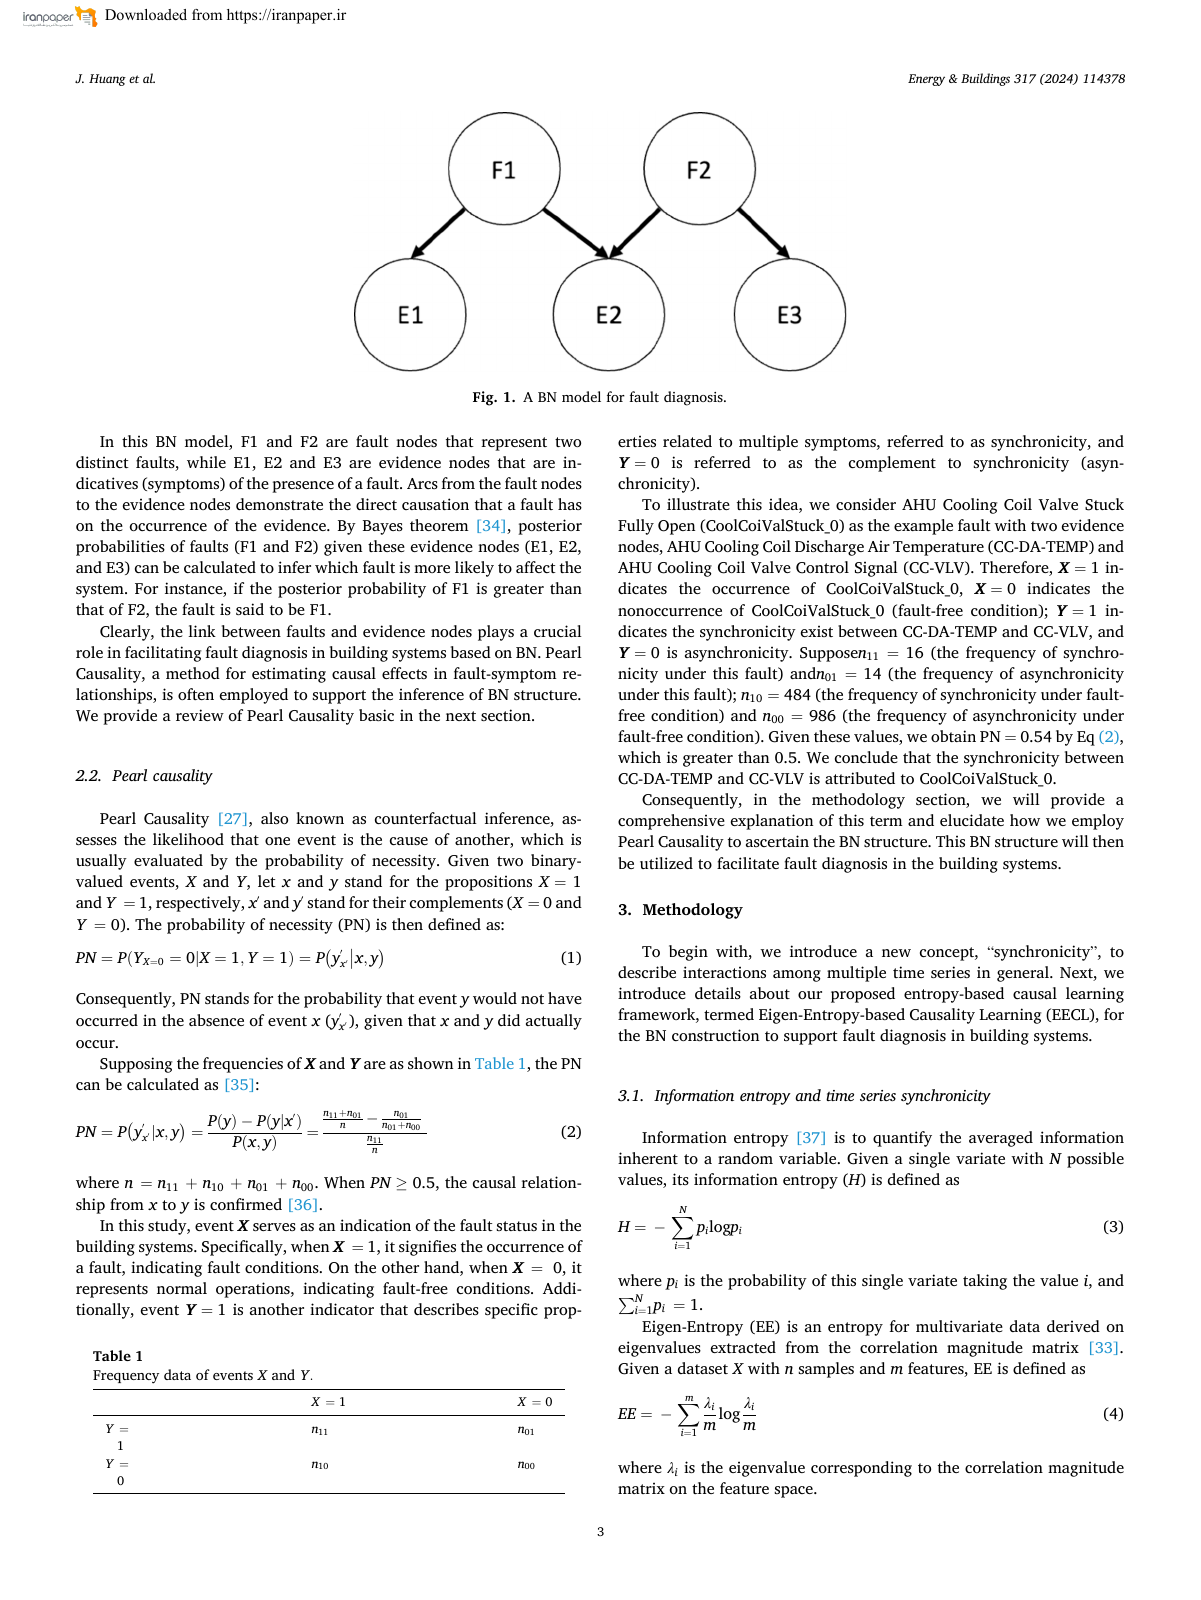 iranpaper Downloaded from https://iranpaper.ir
J. Huang et al.
Energy & Buildings 317 (2024) 114378
F1
F2
E1
E2
E3
Fig. 1. A BN model for fault diagnosis.
In this BN model, F1 and F2 are fault nodes that represent two
distinct faults, while E1, E2 and E3 are evidence nodes that are in-
dicatives (symptoms) of the presence of a fault. Arcs from the fault nodes
to the evidence nodes demonstrate the direct causation that a fault has
on the occurrence of the evidence. By Bayes theorem [34], posterior
probabilities of faults (F1 and F2) given these evidence nodes (E1, E2,
and E3) can be calculated to infer which fault is more likely to affect the
system. For instance, if the posterior probability of F1 is greater than
that of F2, the fault is said to be F1.
Clearly, the link between faults and evidence nodes plays a crucial
role in facilitating fault diagnosis in building systems based on BN. Pearl
Causality, a method for estimating causal effects in fault-symptom re-
lationships, is often employed to support the inference of BN structure.
We provide a review of Pearl Causality basic in the next section.
2.2. Pearl causality
Pearl Causality [27], also known as counterfactual inference, as-
sesses the likelihood that one event is the cause of another, which is
usually evaluated by the probability of necessity. Given two binary-
valued events, X and Y, let x and y stand for the propositions X = 1
and Y = 1, respectively, x′ and y′ stand for their complements (X = 0 and
Y = 0). The probability of necessity (PN) is then defined as:
PN = P(Y_{X=0} = 0|X = 1, Y = 1) = P(y′_{x′}|x, y) (1)
Consequently, PN stands for the probability that event y would not have
occurred in the absence of event x (y′_{x′}), given that x and y did actually
occur.
Supposing the frequencies of X and Y are as shown in Table 1, the PN
can be calculated as [35]:
PN = P(y′_{x′}|x, y) = (P(y) − P(y|x′))/P(x, y) = ((n₁₁+n₀₁)/n − n₀₁/(n₀₁+n₀₀))/(n₁₁/n) (2)
where n = n₁₁ + n₁₀ + n₀₁ + n₀₀. When PN ≥ 0.5, the causal relation-
ship from x to y is confirmed [36].
In this study, event X serves as an indication of the fault status in the
building systems. Specifically, when X = 1, it signifies the occurrence of
a fault, indicating fault conditions. On the other hand, when X = 0, it
represents normal operations, indicating fault-free conditions. Addi-
tionally, event Y = 1 is another indicator that describes specific prop-
Table 1
Frequency data of events X and Y.
X = 1 X = 0
Y =
1 n₁₁ n₀₁
Y =
0 n₁₀ n₀₀
erties related to multiple symptoms, referred to as synchronicity, and
Y = 0 is referred to as the complement to synchronicity (asyn-
chronicity).
To illustrate this idea, we consider AHU Cooling Coil Valve Stuck
Fully Open (CoolCoiValStuck_0) as the example fault with two evidence
nodes, AHU Cooling Coil Discharge Air Temperature (CC-DA-TEMP) and
AHU Cooling Coil Valve Control Signal (CC-VLV). Therefore, X = 1 in-
dicates the occurrence of CoolCoiValStuck_0, X = 0 indicates the
nonoccurrence of CoolCoiValStuck_0 (fault-free condition); Y = 1 in-
dicates the synchronicity exist between CC-DA-TEMP and CC-VLV, and
Y = 0 is asynchronicity. Supposen₁₁ = 16 (the frequency of synchro-
nicity under this fault) andn₀₁ = 14 (the frequency of asynchronicity
under this fault); n₁₀ = 484 (the frequency of synchronicity under fault-
free condition) and n₀₀ = 986 (the frequency of asynchronicity under
fault-free condition). Given these values, we obtain PN = 0.54 by Eq (2),
which is greater than 0.5. We conclude that the synchronicity between
CC-DA-TEMP and CC-VLV is attributed to CoolCoiValStuck_0.
Consequently, in the methodology section, we will provide a
comprehensive explanation of this term and elucidate how we employ
Pearl Causality to ascertain the BN structure. This BN structure will then
be utilized to facilitate fault diagnosis in the building systems.
3. Methodology
To begin with, we introduce a new concept, “synchronicity”, to
describe interactions among multiple time series in general. Next, we
introduce details about our proposed entropy-based causal learning
framework, termed Eigen-Entropy-based Causality Learning (EECL), for
the BN construction to support fault diagnosis in building systems.
3.1. Information entropy and time series synchronicity
Information entropy [37] is to quantify the averaged information
inherent to a random variable. Given a single variate with N possible
values, its information entropy (H) is defined as
H = − ∑_{i=1}^{N} pᵢlogpᵢ (3)
where pᵢ is the probability of this single variate taking the value i, and
∑_{i=1}^{N} pᵢ = 1.
Eigen-Entropy (EE) is an entropy for multivariate data derived on
eigenvalues extracted from the correlation magnitude matrix [33].
Given a dataset X with n samples and m features, EE is defined as
EE = − ∑_{i=1}^{m} λᵢ/m log λᵢ/m (4)
where λᵢ is the eigenvalue corresponding to the correlation magnitude
matrix on the feature space.
3